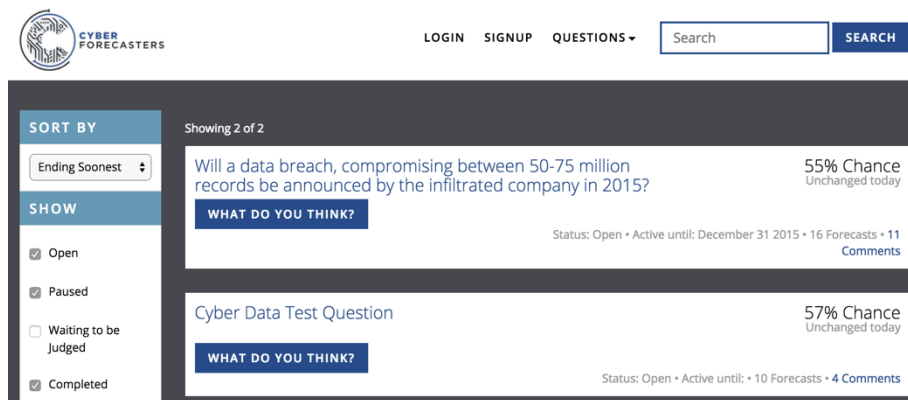 CYBER
FORECASTERS
LOGIN SIGNUP QUESTIONS Search SEARCH
SORT BY
Ending Soonest
SHOW
Open
Paused
Waiting to be
Judged
Completed
Showing 2 of 2
Will a data breach, compromising between 50-75 million
records be announced by the infiltrated company in 2015?
55% Chance
Unchanged today
WHAT DO YOU THINK?
Status: Open • Active until: December 31 2015 • 16 Forecasts • 11
Comments
Cyber Data Test Question
57% Chance
Unchanged today
WHAT DO YOU THINK?
Status: Open • Active until: • 10 Forecasts • 4 Comments